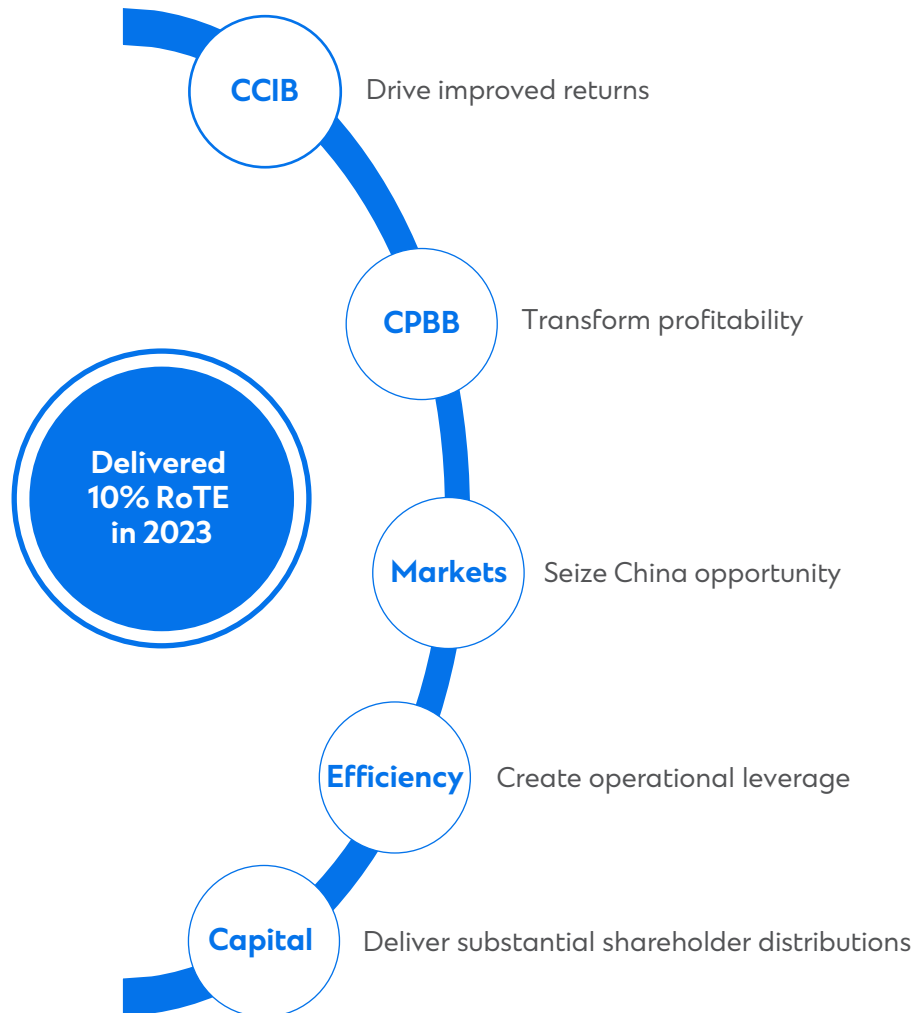 CCIB
Drive improved returns
CPBB
Transform profitability
Delivered
10% RoTE
in 2023
Markets
Seize China opportunity
Efficiency
Create operational leverage
Capital
Deliver substantial shareholder distributions